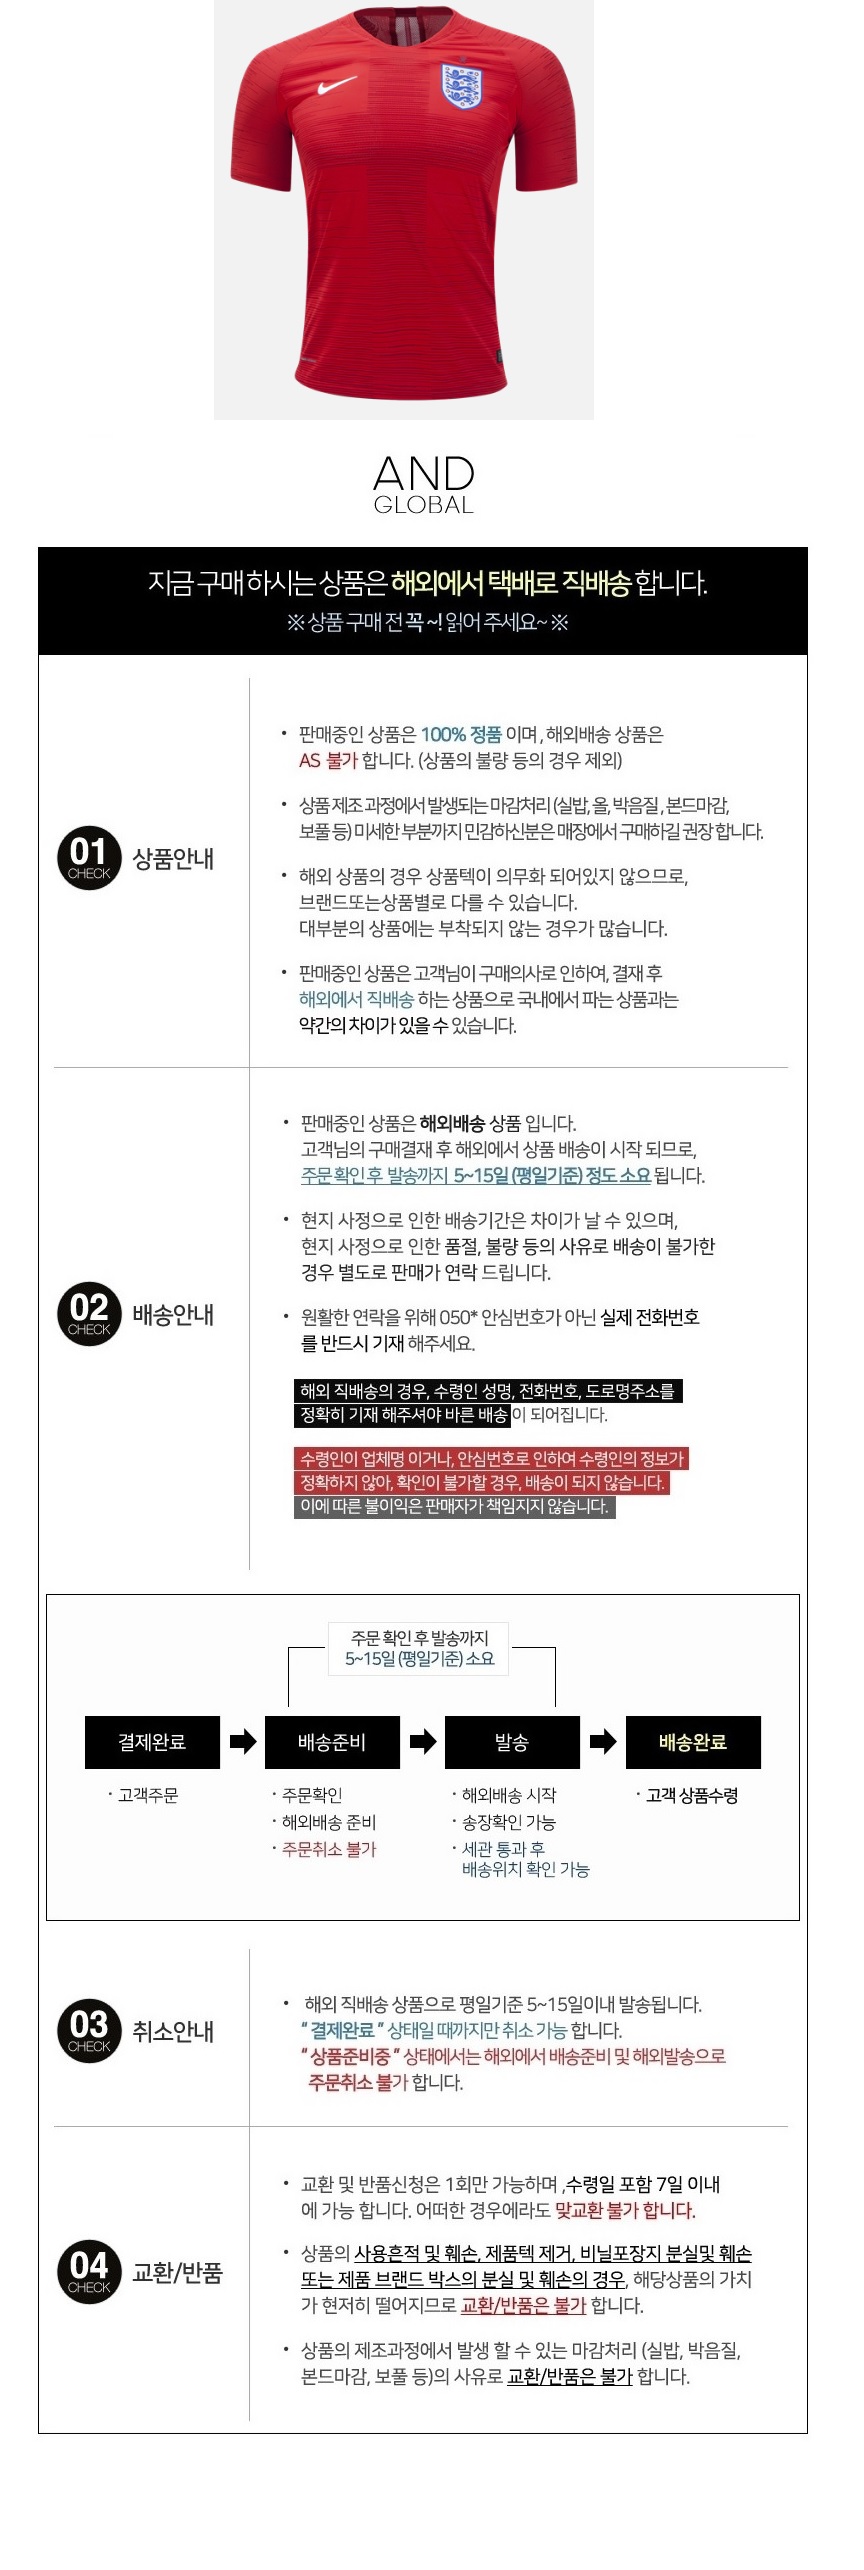 AND
GLOBAL
지금 구매 하시는 상품은 해외에서 택배로 직배송 합니다.
※ 상품 구매 전 꼭 ~! 읽어 주세요~ ※
01
CHECK
상품안내
• 판매중인 상품은 100% 정품 이며, 해외배송 상품은
AS 불가 합니다. (상품의 불량 등의 경우 제외)
• 상품 제조 과정에서 발생되는 마감처리 (실밥, 올, 박음질, 본드마감,
보풀 등) 미세한 부분까지 민감하신분은 매장에서 구매하길 권장 합니다.
• 해외 상품의 경우 상품텍이 의무화 되어있지 않으므로,
브랜드또는상품별로 다를 수 있습니다.
대부분의 상품에는 부착되지 않는 경우가 많습니다.
• 판매중인 상품은 고객님이 구매의사로 인하여, 결재 후
해외에서 직배송 하는 상품으로 국내에서 파는 상품과는
약간의 차이가 있을 수 있습니다.
02
CHECK
배송안내
• 판매중인 상품은 해외배송 상품 입니다.
고객님의 구매결재 후 해외에서 상품 배송이 시작 되므로,
주문 확인 후 발송까지 5~15일 (평일기준) 정도 소요 됩니다.
• 현지 사정으로 인한 배송기간은 차이가 날 수 있으며,
현지 사정으로 인한 품절, 불량 등의 사유로 배송이 불가한
경우 별도로 판매가 연락 드립니다.
• 원활한 연락을 위해 050* 안심번호가 아닌 실제 전화번호
를 반드시 기재 해주세요.
해외 직배송의 경우, 수령인 성명, 전화번호, 도로명주소를
정확히 기재 해주셔야 바른 배송이 되어집니다.
수령인이 업체명 이거나, 안심번호로 인하여 수령인의 정보가
정확하지 않아, 확인이 불가할 경우, 배송이 되지 않습니다.
이에 따른 불이익은 판매자가 책임지지 않습니다.
주문 확인 후 발송까지
5~15일 (평일기준) 소요
결제완료
배송준비
발송
배송완료
· 고객주문
· 주문확인
· 해외배송 준비
· 주문취소 불가
· 해외배송 시작
· 송장확인 가능
· 세관 통과 후
배송위치 확인 가능
· 고객 상품수령
03
CHECK
취소안내
• 해외 직배송 상품으로 평일기준 5~15일이내 발송됩니다.
" 결제완료 " 상태일 때까지만 취소 가능 합니다.
" 상품준비중 " 상태에서는 해외에서 배송준비 및 해외발송으로
주문취소 불가 합니다.
04
CHECK
교환/반품
• 교환 및 반품신청은 1회만 가능하며 ,수령일 포함 7일 이내
에 가능 합니다. 어떠한 경우에라도 맞교환 불가 합니다.
• 상품의 사용흔적 및 훼손, 제품텍 제거, 비닐포장지 분실및 훼손
또는 제품 브랜드 박스의 분실 및 훼손의 경우, 해당상품의 가치
가 현저히 떨어지므로 교환/반품은 불가 합니다.
• 상품의 제조과정에서 발생 할 수 있는 마감처리 (실밥, 박음질,
본드마감, 보풀 등)의 사유로 교환/반품은 불가 합니다.